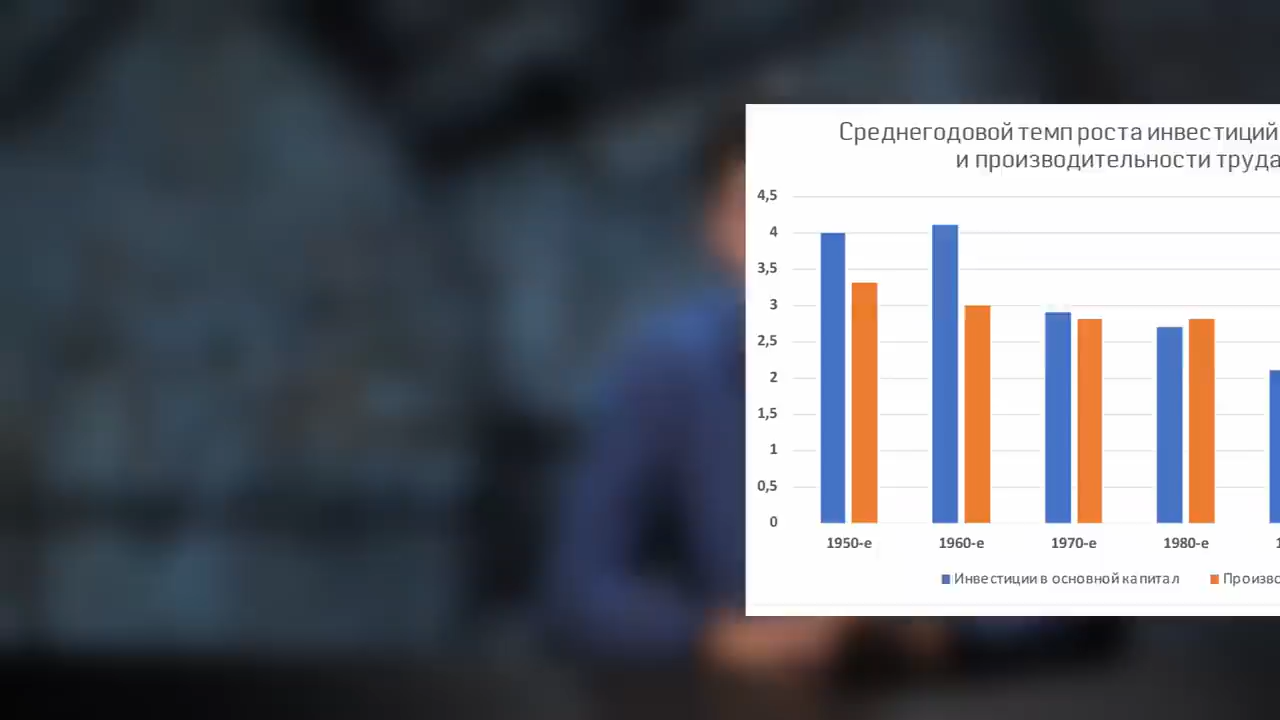 Среднегодовой темп роста инвестиций
и производительности труда
4,5
4
3,5
3
2,5
2
1,5
1
0,5
0
1950-е 1960-е 1970-е 1980-е
Инвестиции в основной капитал